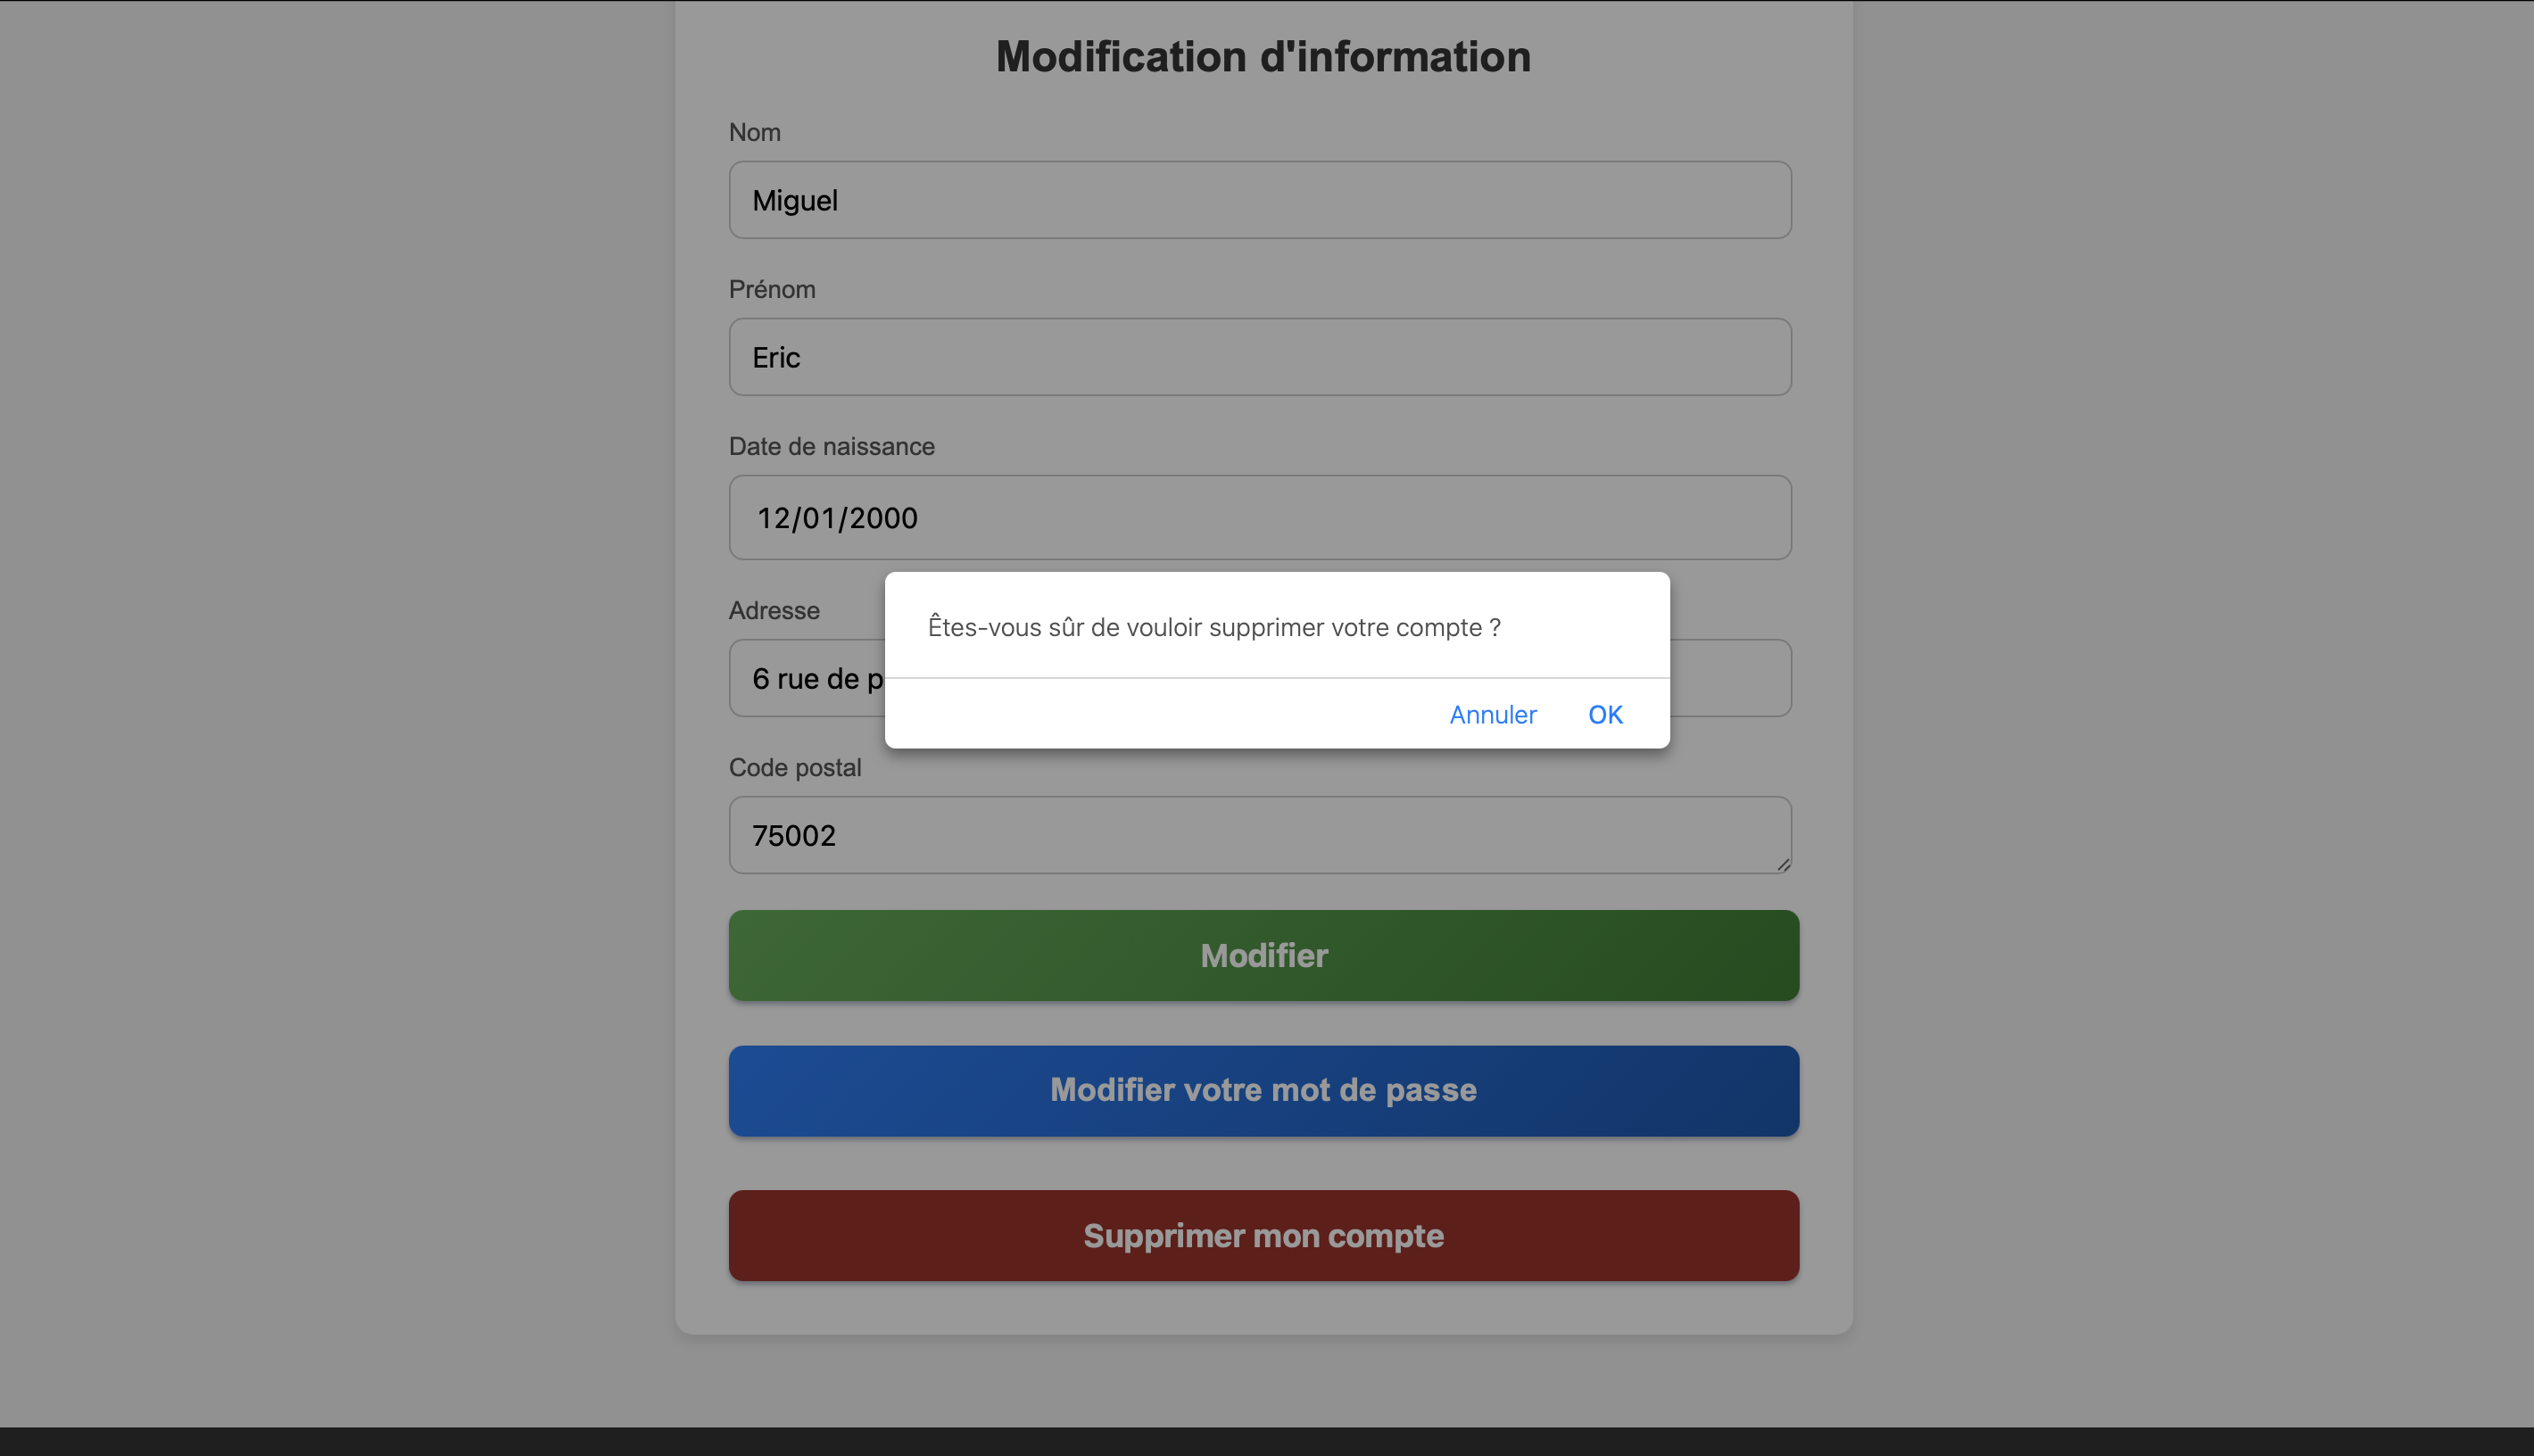 Modification d'information
Nom
Miguel
Prénom
Eric
Date de naissance
12/01/2000
Adresse
6 rue de
Êtes-vous sûr de vouloir supprimer votre compte ?
Annuler OK
Code postal
75002
Modifier
Modifier votre mot de passe
Supprimer mon compte